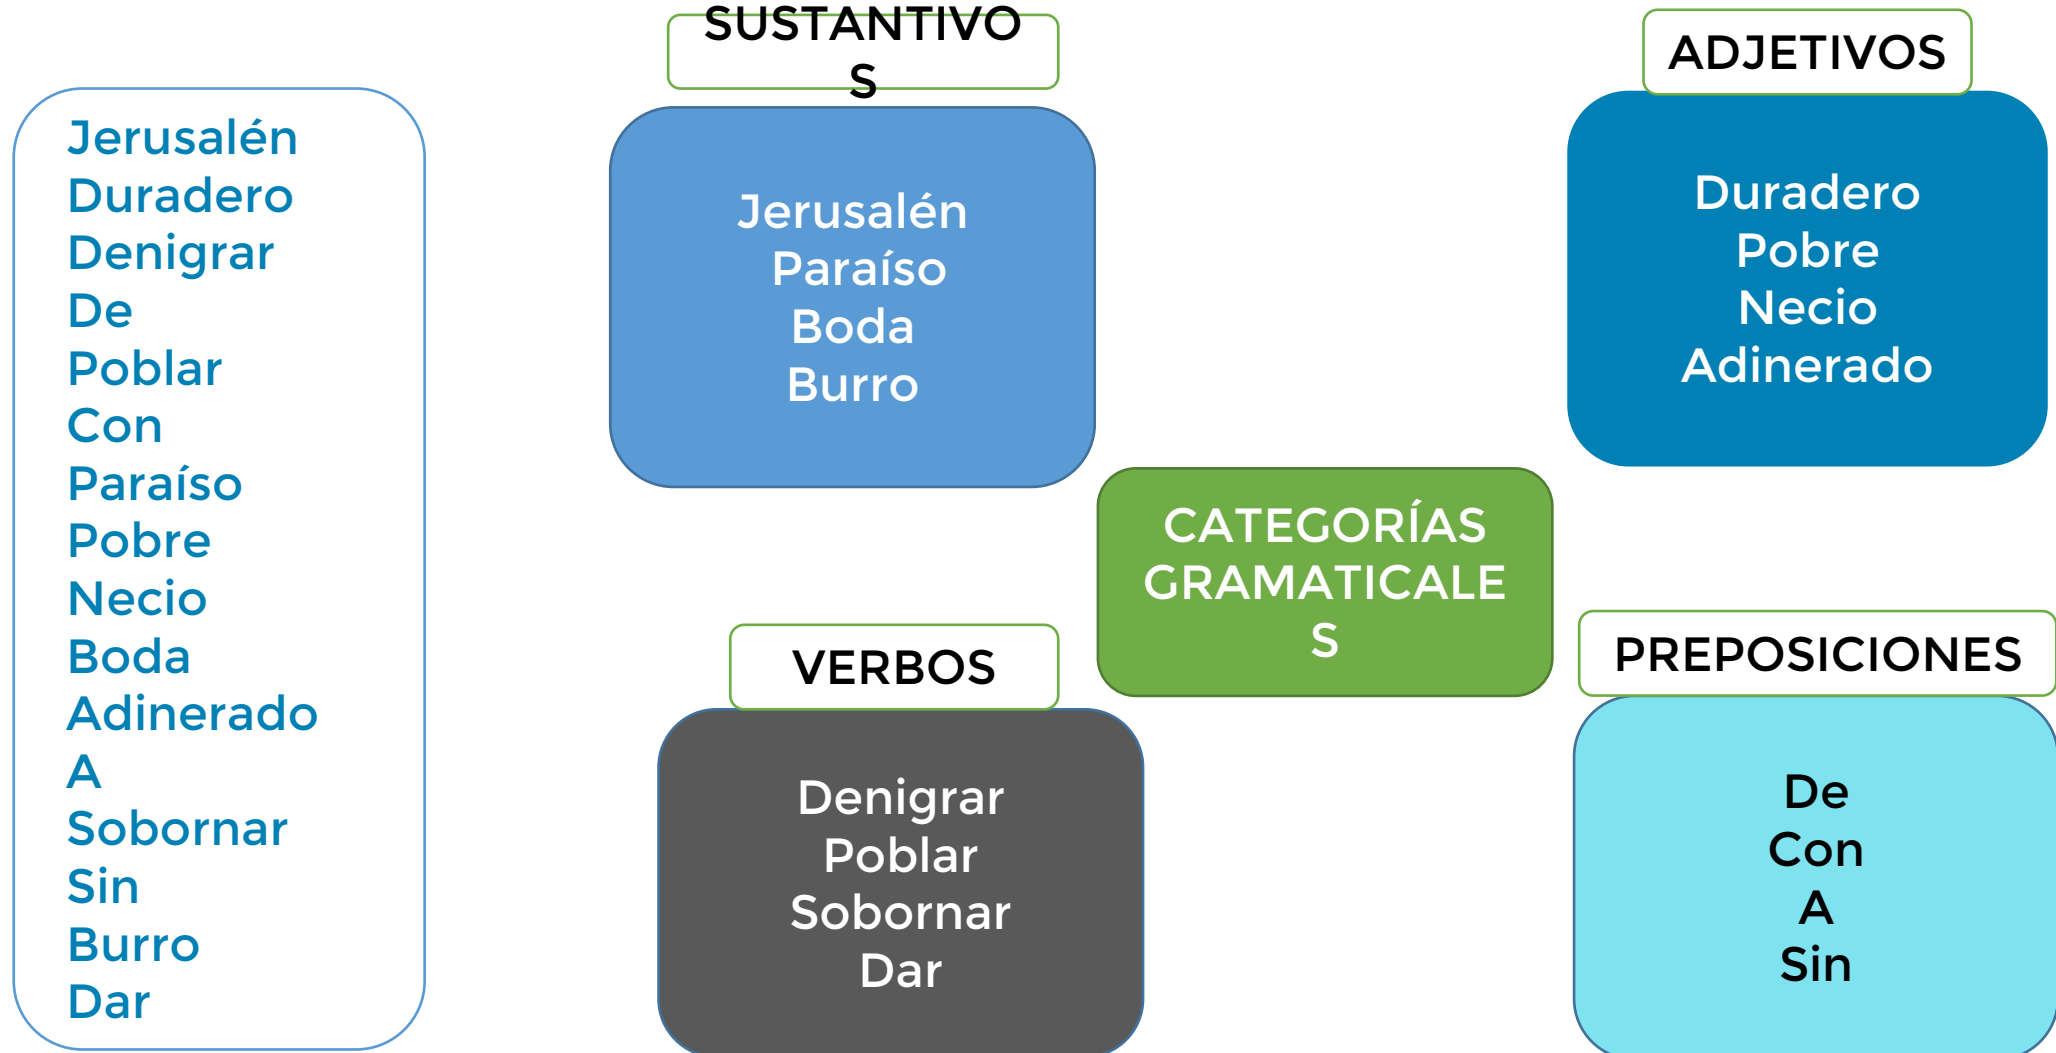 Jerusalén
Duradero
Denigrar
De
Poblar
Con
Paraíso
Pobre
Necio
Boda
Adinerado
A
Sobornar
Sin
Burro
Dar
SUSTANTIVO
S
Jerusalén
Paraíso
Boda
Burro
ADJETIVOS
Duradero
Pobre
Necio
Adinerado
CATEGORÍAS
GRAMATICALE
S
VERBOS
Denigrar
Poblar
Sobornar
Dar
PREPOSICIONES
De
Con
A
Sin